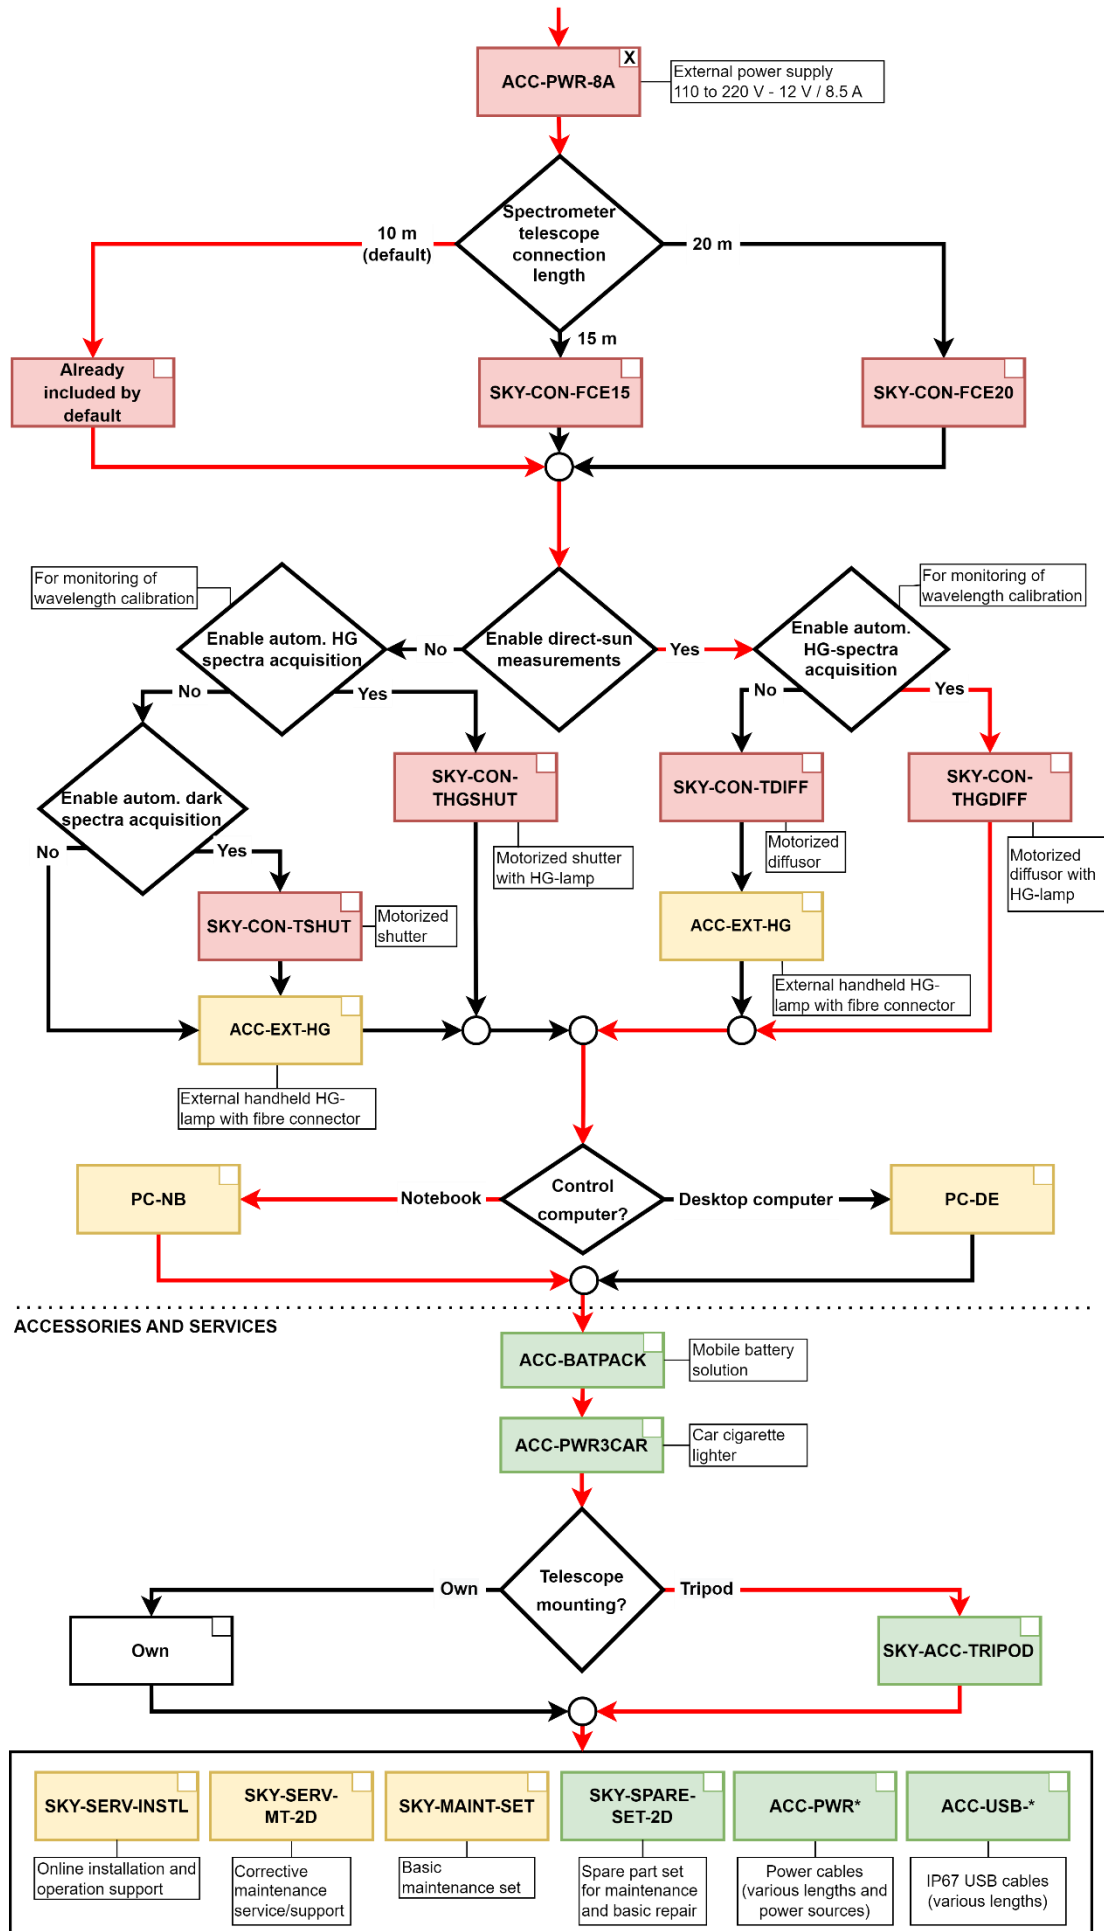 X
ACC-PWR-8A
External power supply
110 to 220 V - 12 V / 8.5 A
Spectrometer
telescope
connection
length
10 m
(default)
20 m
15 m
Already
included by
default
SKY-CON-FCE15
SKY-CON-FCE20
For monitoring of
wavelength calibration
For monitoring of
wavelength calibration
Enable autom. HG
spectra acquisition
No
Enable direct-sun
measurements
Yes
Enable autom.
HG-spectra
acquisition
No
Yes
No
Yes
Enable autom. dark
spectra acquisition
SKY-CON-
THGSHUT
SKY-CON-TDIFF
SKY-CON-
THGDIFF
No
Yes
Motorized shutter
with HG-lamp
Motorized
diffusor
Motorized
diffusor with
HG-lamp
SKY-CON-TSHUT
Motorized
shutter
ACC-EXT-HG
External handheld HG-
lamp with fibre connector
ACC-EXT-HG
External handheld HG-
lamp with fibre connector
PC-NB
Notebook
Control
computer?
Desktop computer
PC-DE
ACCESSORIES AND SERVICES
ACC-BATPACK
Mobile battery
solution
ACC-PWR3CAR
Car cigarette
lighter
Own
Telescope
mounting?
Tripod
Own
SKY-ACC-TRIPOD
SKY-SERV-INSTL
SKY-SERV-
MT-2D
SKY-MAINT-SET
SKY-SPARE-
SET-2D
ACC-PWR*
ACC-USB-*
Online installation and
operation support
Corrective
maintenance
service/support
Basic
maintenance set
Spare part set
for maintenance
and basic repair
Power cables
(various lengths and
power sources)
IP67 USB cables
(various lengths)